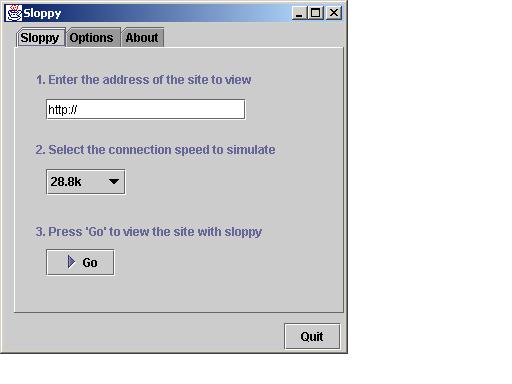 Sloppy
Sloppy Options About
1. Enter the address of the site to view
http://
2. Select the connection speed to simulate
28.8k
3. Press 'Go' to view the site with sloppy
Go
Quit